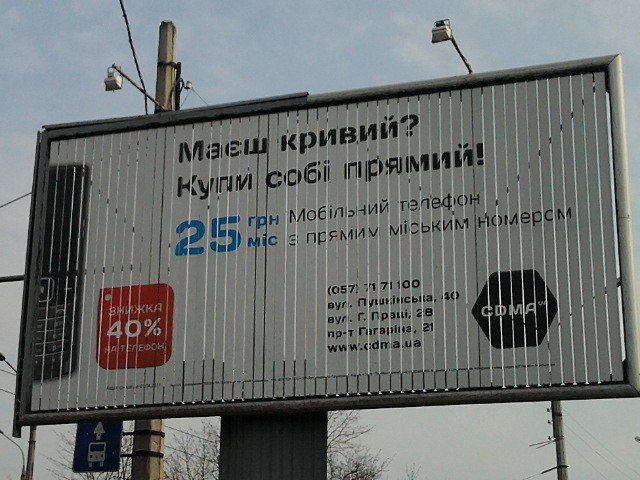 Маєш кривий?
Купи собі прямий!
25 грн Мобільний телефон
міс з прямим міським номером
ЗНИЖКА
40%
НА ТЕЛЕФОН
(057) 71 71 100
вул. Пушкінська, 40
вул. Г. Праці, 28
пр-т Гагаріна, 21
www.cdma.ua
CDMA UA